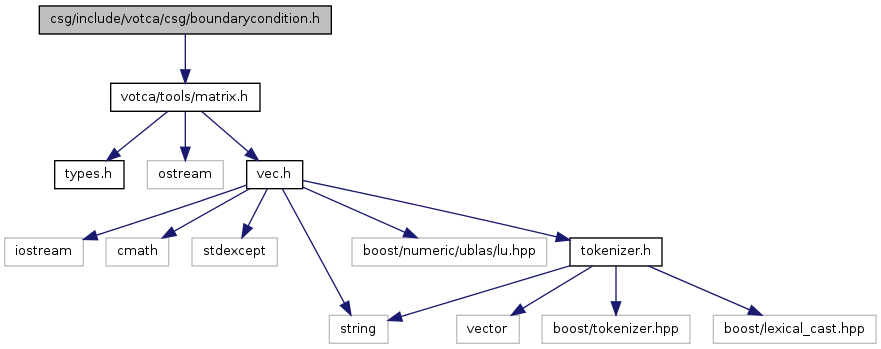 csg/include/votca/csg/boundarycondition.h
votca/tools/matrix.h
types.h
ostream
vec.h
iostream
cmath
stdexcept
boost/numeric/ublas/lu.hpp
tokenizer.h
string
vector
boost/tokenizer.hpp
boost/lexical_cast.hpp